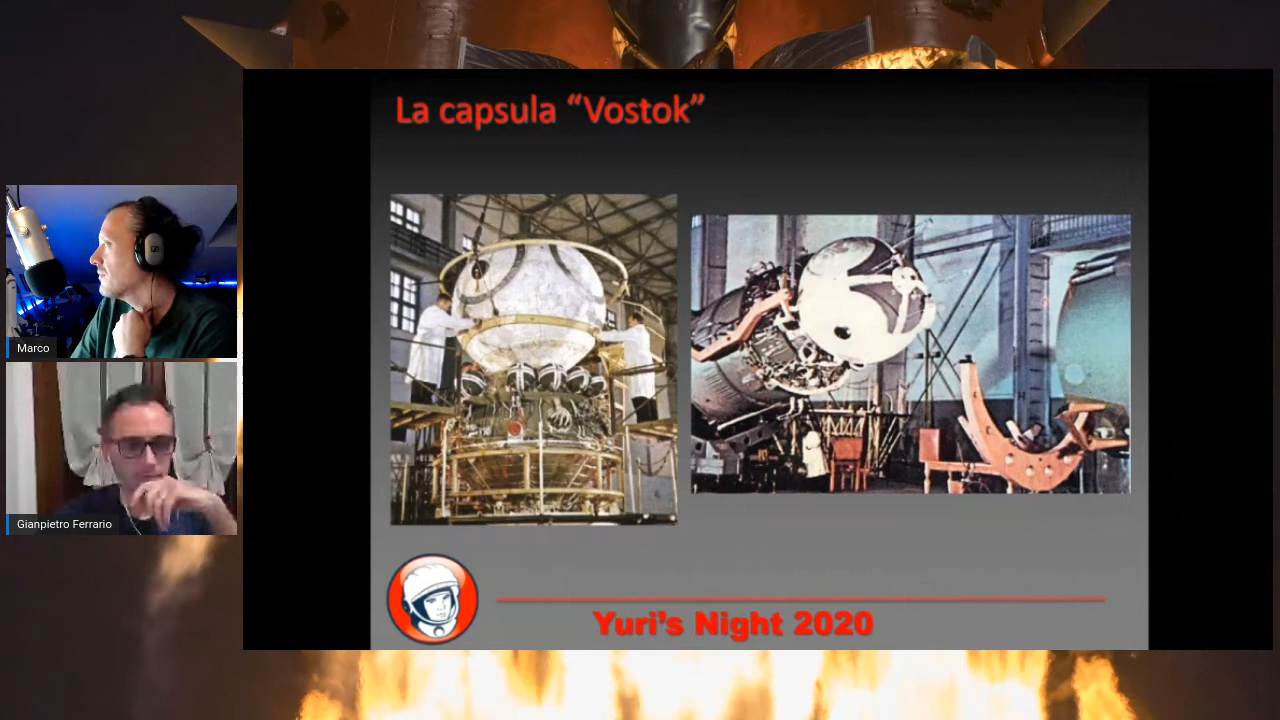 La capsula “Vostok”
Marco
Gianpietro Ferrario
Yuri’s Night 2020